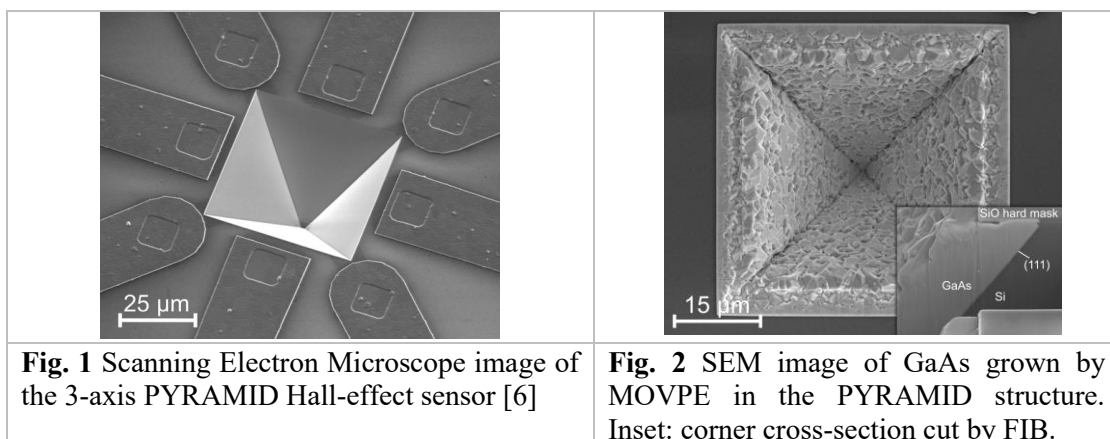 25 µm
SiO hard mask
(111)
GaAs
Si
15 µm
Fig. 1 Scanning Electron Microscope image of
the 3-axis PYRAMID Hall-effect sensor [6]
Fig. 2 SEM image of GaAs grown by
MOVPE in the PYRAMID structure.
Inset: corner cross-section cut by FIB.